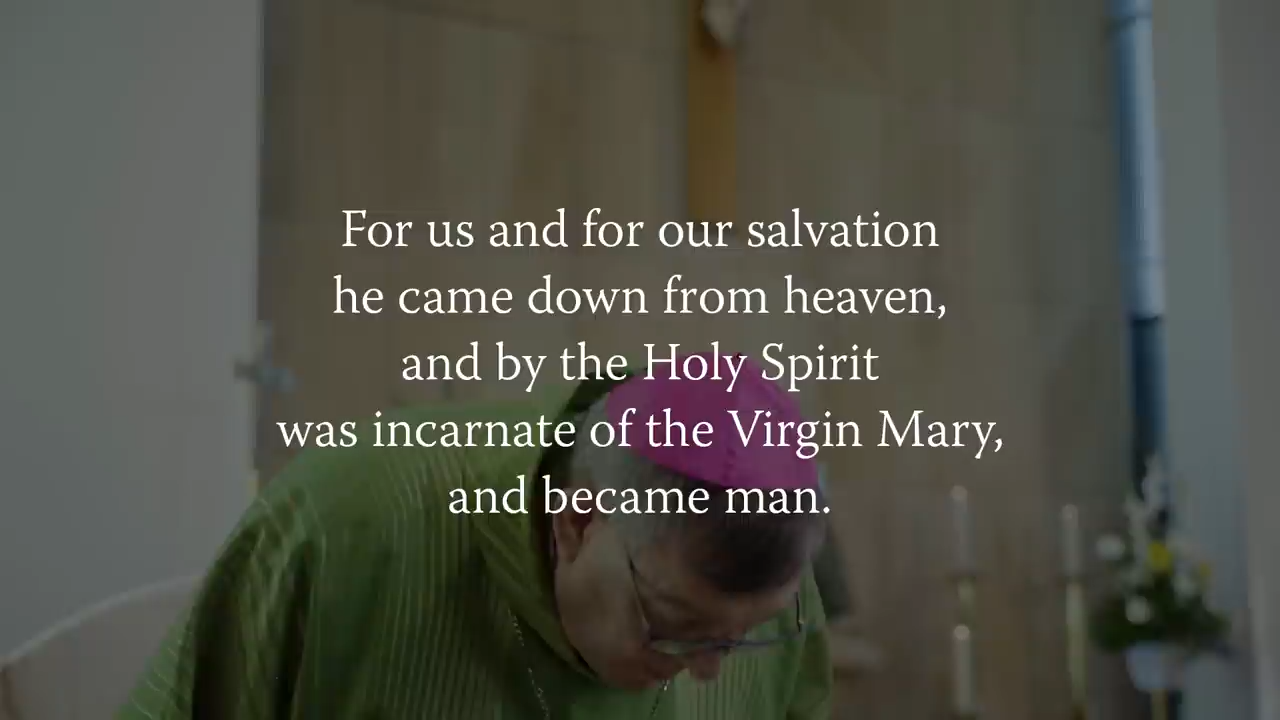 For us and for our salvation
he came down from heaven,
and by the Holy Spirit
was incarnate of the Virgin Mary,
and became man.